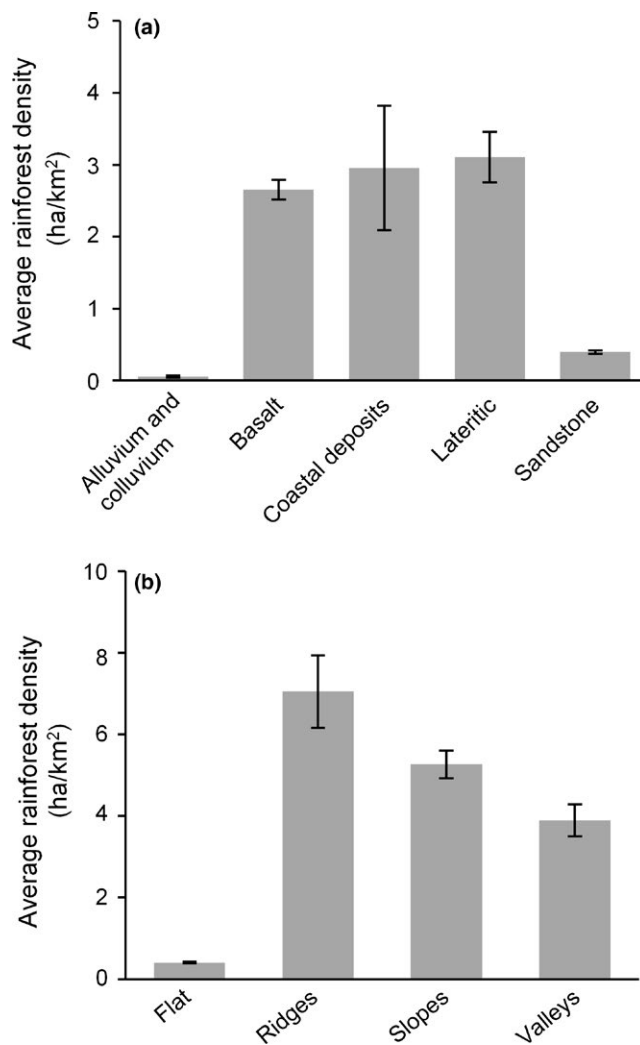 (a)
Average rainforest density
(ha/km²)
5
4
3
2
1
0
Alluvium and
colluvium
Basalt
Coastal deposits
Lateritic
Sandstone
(b)
Average rainforest density
(ha/km²)
10
8
6
4
2
0
Flat
Ridges
Slopes
Valleys